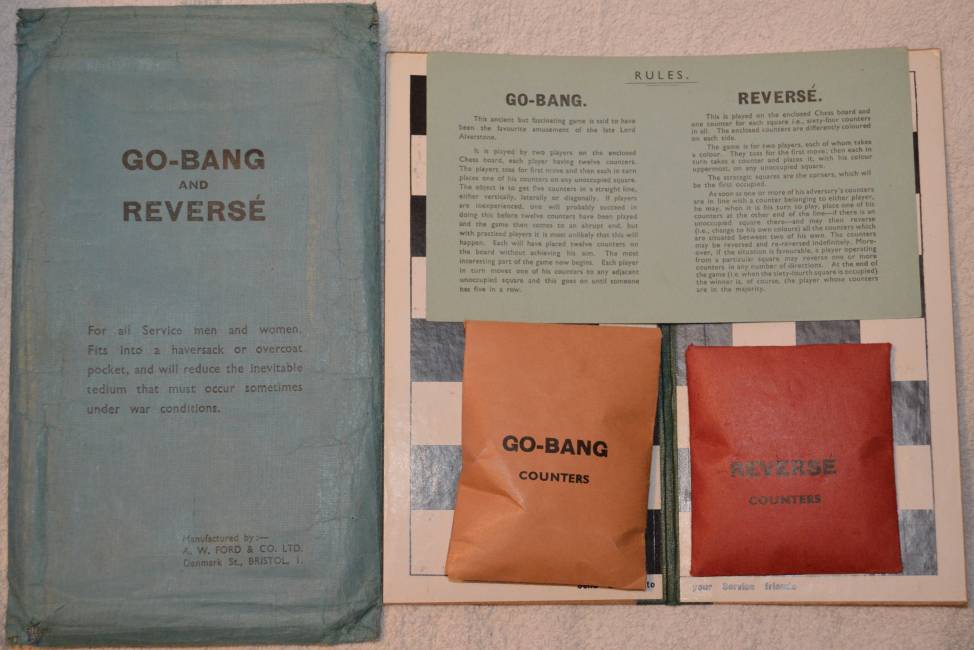 GO-BANG
AND
REVERSÉ
For all Service men and women.
Fits into a haversack or overcoat
pocket, and will reduce the inevitable
tedium that must occur sometimes
under war conditions.
Manufactured by :—
A. W. FORD & CO. LTD.
Denmark St., BRISTOL, 1.
RULES.
GO-BANG.
This ancient but fascinating game is said to have
been the favourite amusement of the late Lord
Alverstone.
It is played by two players on the enclosed
Chess board, each player having twelve counters.
The players toss for first move and then each in turn
places one of his counters on any unoccupied square.
The object is to get five counters in a straight line,
either vertically, laterally or diagonally. If players
are inexperienced, one will probably succeed in
doing this before twelve counters have been played
and the game then comes to an abrupt end, but
with practised players it is most unlikely that this will
happen. Each will have placed twelve counters on
the board without achieving his aim. The most
interesting part of the game now begins. Each player
in turn moves one of his counters to any adjacent
unoccupied square and this goes on until someone
has five in a row.
REVERSÉ.
This is played on the enclosed Chess board and
one counter for each square i.e., sixty-four counters
in all. The enclosed counters are differently coloured
on each side.
The game is for two players, each of whom takes
a colour. They toss for the first move; then each in
turn takes a counter and places it, with his colour
uppermost, on any unoccupied square.
The strategic squares are the corners, which will
be the first occupied.
As soon as one or more of his adversary's counters
are in line with a counter belonging to either player,
he may, when it is his turn to play, place one of his
counters at the other end of the line—if there is an
unoccupied square there—and may then reverse
(i.e., change to his own colours) all the counters which
are situated between two of his own. The counters
may be reversed and re-reversed indefinitely. More-
over, if the situation is favourable, a player operating
from a particular square may reverse one or more
counters in any number of directions. At the end of
the game (i.e. when the sixty-fourth square is occupied)
the winner is, of course, the player whose counters
are in the majority.
GO-BANG
COUNTERS
REVERSÉ
COUNTERS
to your Service friends